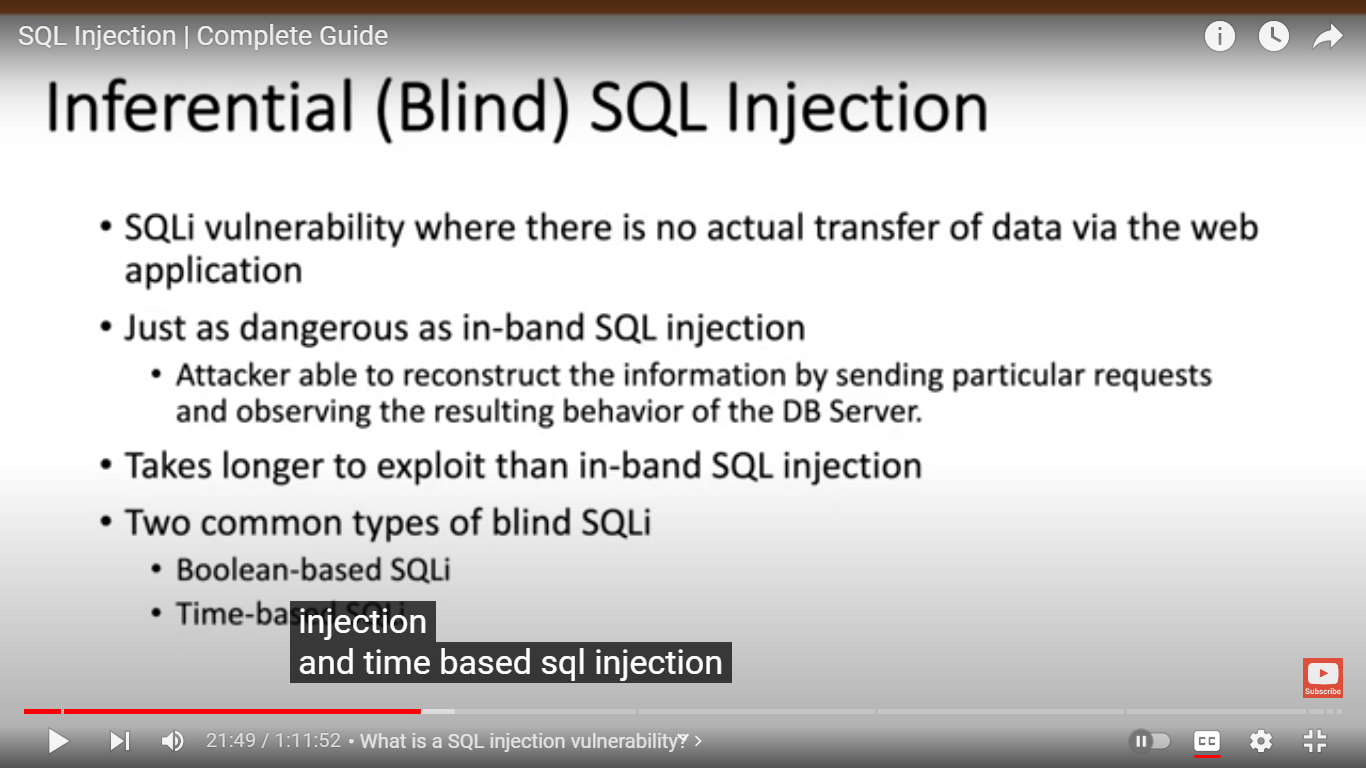 SQL Injection | Complete Guide
Inferential (Blind) SQL Injection
• SQLi vulnerability where there is no actual transfer of data via the web
application
• Just as dangerous as in-band SQL injection
• Attacker able to reconstruct the information by sending particular requests
and observing the resulting behavior of the DB Server.
• Takes longer to exploit than in-band SQL injection
• Two common types of blind SQLi
• Boolean-based SQLi
• Time-based SQLi
injection
and time based sql injection
Subscribe
21:49 / 1:11:52 • What is a SQL injection vulnerability? >
CC